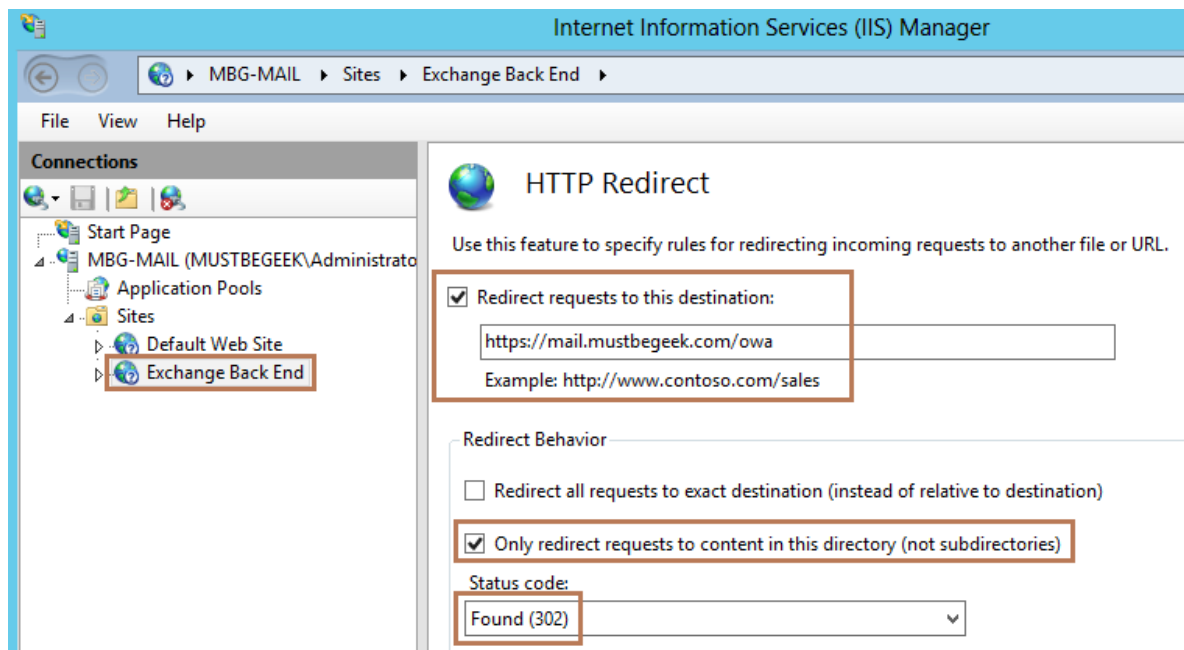 Internet Information Services (IIS) Manager
MBG-MAIL Sites Exchange Back End
File View Help
Connections
Start Page
MBG-MAIL (MUSTBEGEEK\Administrato
Application Pools
Sites
Default Web Site
Exchange Back End
HTTP Redirect
Use this feature to specify rules for redirecting incoming requests to another file or URL.
Redirect requests to this destination:
https://mail.mustbegeek.com/owa
Example: http://www.contoso.com/sales
Redirect Behavior
Redirect all requests to exact destination (instead of relative to destination)
Only redirect requests to content in this directory (not subdirectories)
Status code:
Found (302)